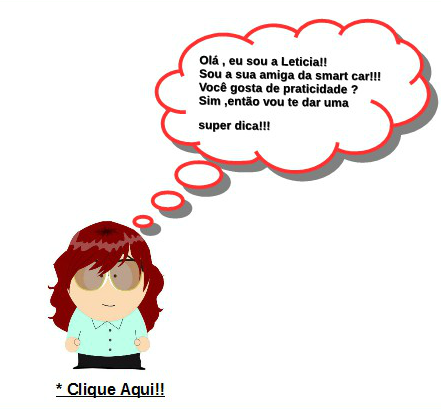 Olá , eu sou a Leticia!!
Sou a sua amiga da smart car!!!
Você gosta de praticidade ?
Sim ,então vou te dar uma
super dica!!!
* Clique Aqui!!